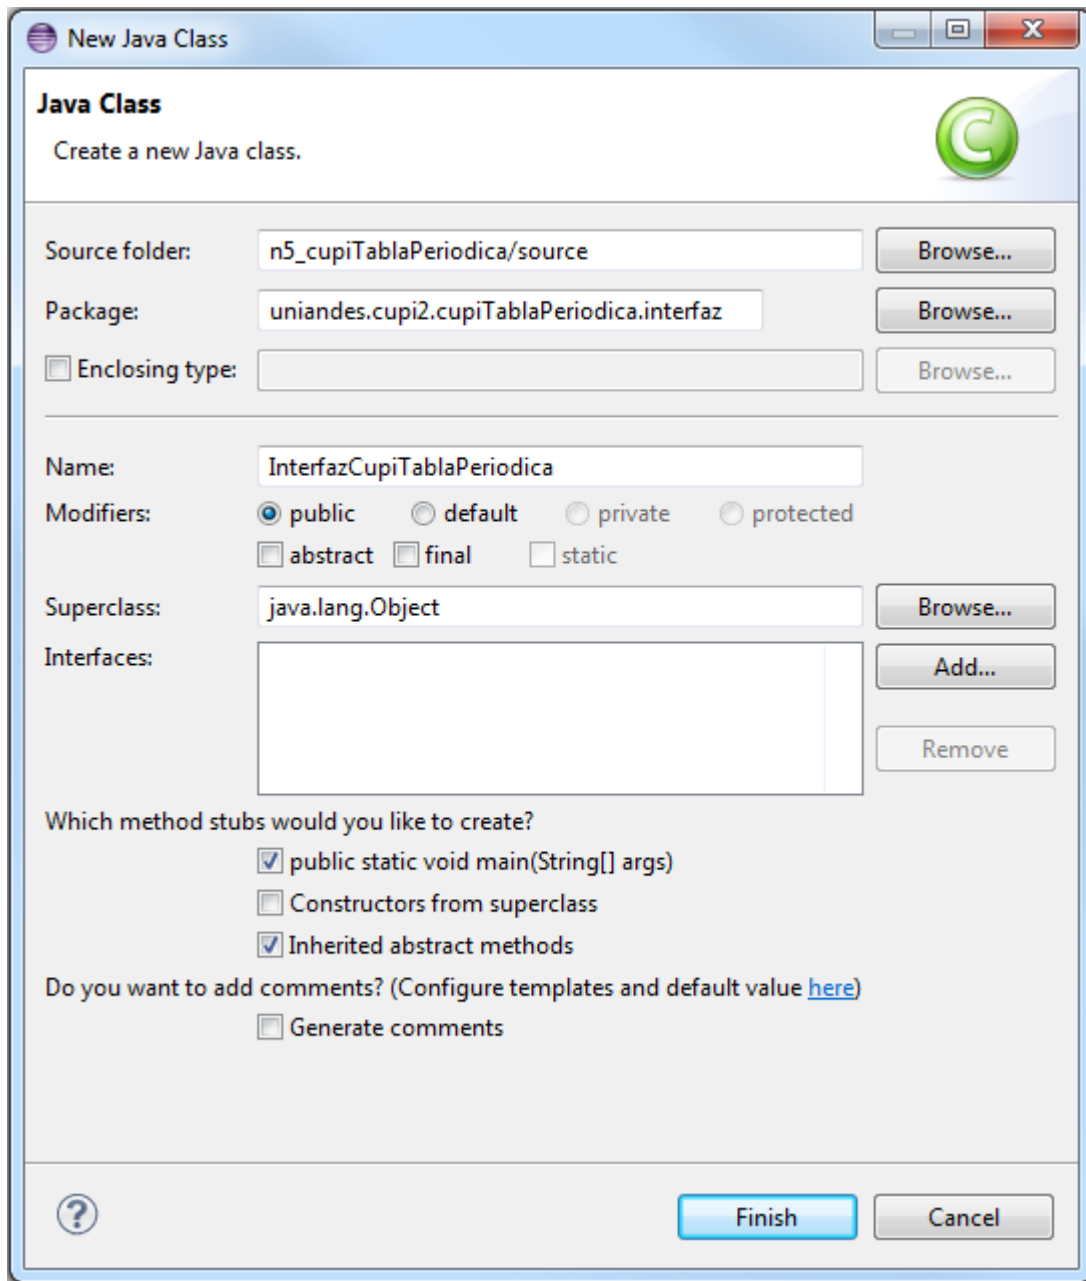 New Java Class
Java Class
Create a new Java class.
C
Source folder: n5_cupiTablaPeriodica/source Browse...
Package: uniandes.cupi2.cupiTablaPeriodica.interfaz Browse...
Enclosing type: Browse...
Name: InterfazCupiTablaPeriodica
Modifiers: public default private protected
abstract final static
Superclass: java.lang.Object Browse...
Interfaces: Add...
Remove
Which method stubs would you like to create?
public static void main(String[] args)
Constructors from superclass
Inherited abstract methods
Do you want to add comments? (Configure templates and default value here)
Generate comments
? Finish Cancel